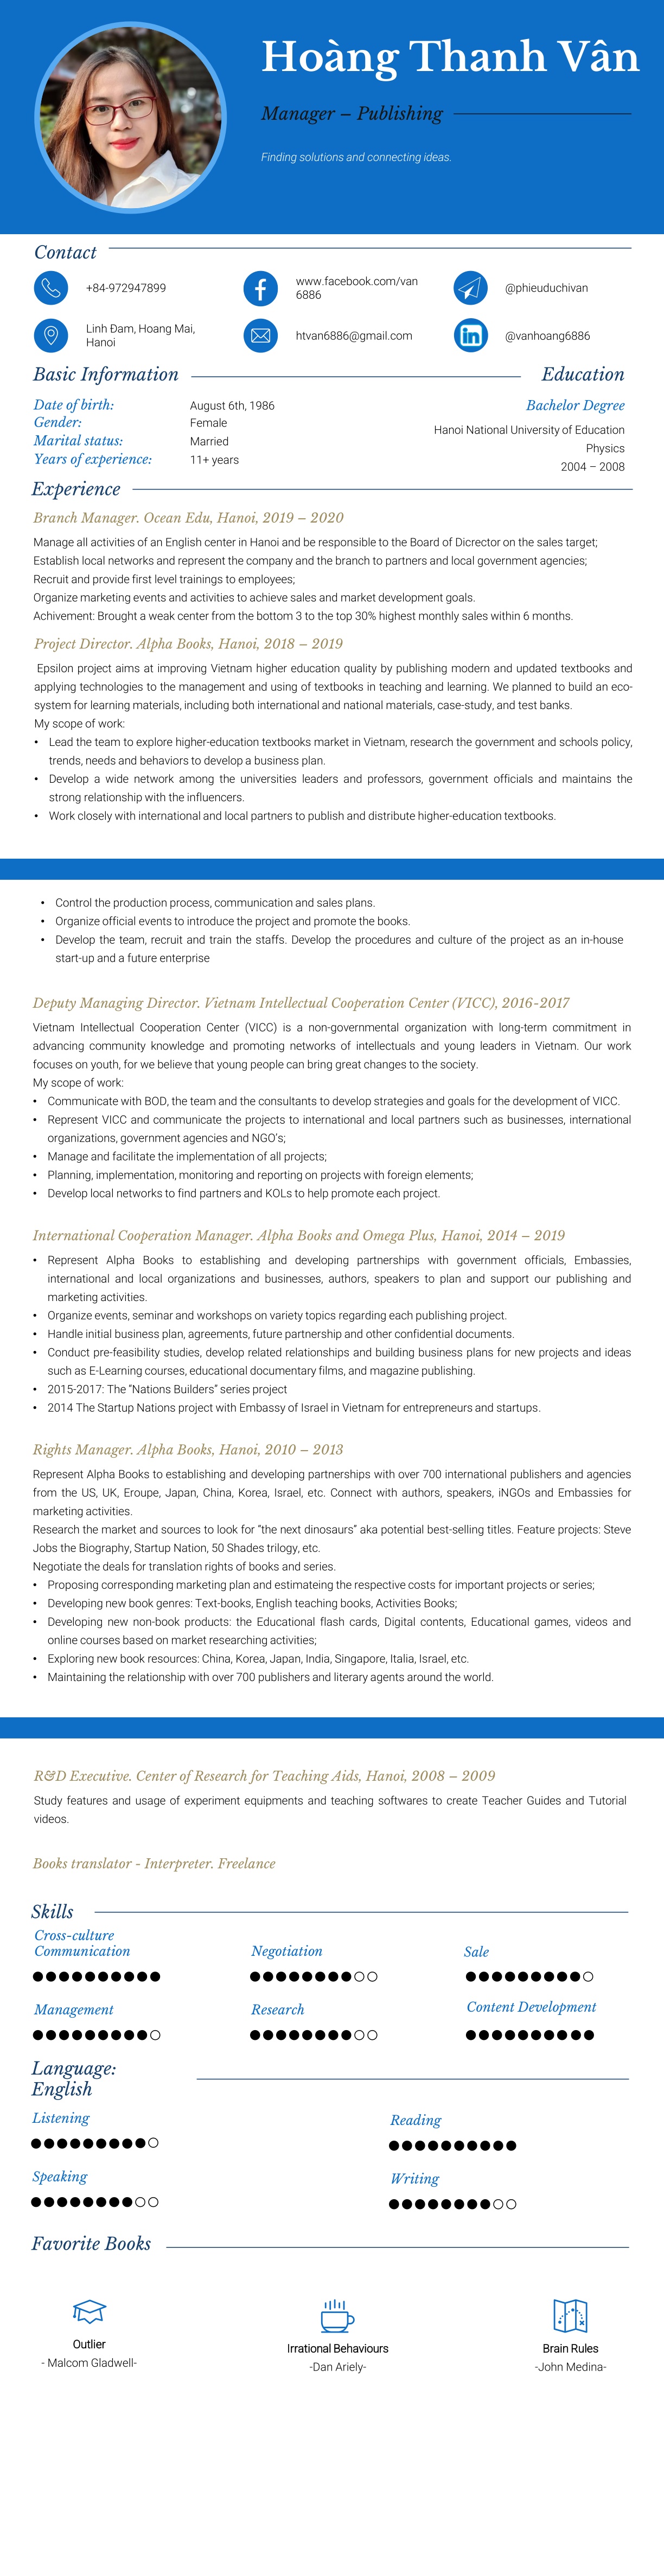 Hoàng Thanh Vân
Manager – Publishing
Finding solutions and connecting ideas.
Contact
+84-972947899
www.facebook.com/van
6886
@phieuduchivan
Linh Đam, Hoang Mai,
Hanoi
htvan6886@gmail.com
@vanhoang6886
Basic Information
Education
Date of birth:
August 6th, 1986
Gender:
Female
Marital status:
Married
Years of experience:
11+ years
Bachelor Degree
Hanoi National University of Education
Physics
2004 – 2008
Experience
Branch Manager. Ocean Edu, Hanoi, 2019 – 2020
Manage all activities of an English center in Hanoi and be responsible to the Board of Dicrector on the sales target;
Establish local networks and represent the company and the branch to partners and local government agencies;
Recruit and provide first level trainings to employees;
Organize marketing events and activities to achieve sales and market development goals.
Achivement: Brought a weak center from the bottom 3 to the top 30% highest monthly sales within 6 months.
Project Director. Alpha Books, Hanoi, 2018 – 2019
Epsilon project aims at improving Vietnam higher education quality by publishing modern and updated textbooks and
applying technologies to the management and using of textbooks in teaching and learning. We planned to build an eco-
system for learning materials, including both international and national materials, case-study, and test banks.
My scope of work:
• Lead the team to explore higher-education textbooks market in Vietnam, research the government and schools policy,
trends, needs and behaviors to develop a business plan.
• Develop a wide network among the universities leaders and professors, government officials and maintains the
strong relationship with the influencers.
• Work closely with international and local partners to publish and distribute higher-education textbooks.
• Control the production process, communication and sales plans.
• Organize official events to introduce the project and promote the books.
• Develop the team, recruit and train the staffs. Develop the procedures and culture of the project as an in-house
start-up and a future enterprise
Deputy Managing Director. Vietnam Intellectual Cooperation Center (VICC), 2016-2017
Vietnam Intellectual Cooperation Center (VICC) is a non-governmental organization with long-term commitment in
advancing community knowledge and promoting networks of intellectuals and young leaders in Vietnam. Our work
focuses on youth, for we believe that young people can bring great changes to the society.
My scope of work:
• Communicate with BOD, the team and the consultants to develop strategies and goals for the development of VICC.
• Represent VICC and communicate the projects to international and local partners such as businesses, international
organizations, government agencies and NGO's;
• Manage and facilitate the implementation of all projects;
• Planning, implementation, monitoring and reporting on projects with foreign elements;
• Develop local networks to find partners and KOLs to help promote each project.
International Cooperation Manager. Alpha Books and Omega Plus, Hanoi, 2014 – 2019
• Represent Alpha Books to establishing and developing partnerships with government officials, Embassies,
international and local organizations and businesses, authors, speakers to plan and support our publishing and
marketing activities.
• Organize events, seminar and workshops on variety topics regarding each publishing project.
• Handle initial business plan, agreements, future partnership and other confidential documents.
• Conduct pre-feasibility studies, develop related relationships and building business plans for new projects and ideas
such as E-Learning courses, educational documentary films, and magazine publishing.
• 2015-2017: The "Nations Builders" series project
• 2014 The Startup Nations project with Embassy of Israel in Vietnam for entrepreneurs and startups.
Rights Manager. Alpha Books, Hanoi, 2010 – 2013
Represent Alpha Books to establishing and developing partnerships with over 700 international publishers and agencies
from the US, UK, Eroupe, Japan, China, Korea, Israel, etc. Connect with authors, speakers, iNGOs and Embassies for
marketing activities.
Research the market and sources to look for "the next dinosaurs" aka potential best-selling titles. Feature projects: Steve
Jobs the Biography, Startup Nation, 50 Shades trilogy, etc.
Negotiate the deals for translation rights of books and series.
• Proposing corresponding marketing plan and estimateing the respective costs for important projects or series;
• Developing new book genres: Text-books, English teaching books, Activities Books;
• Developing new non-book products: the Educational flash cards, Digital contents, Educational games, videos and
online courses based on market researching activities;
• Exploring new book resources: China, Korea, Japan, India, Singapore, Italia, Israel, etc.
• Maintaining the relationship with over 700 publishers and literary agents around the world.
R&D Executive. Center of Research for Teaching Aids, Hanoi, 2008 – 2009
Study features and usage of experiment equipments and teaching softwares to create Teacher Guides and Tutorial
videos.
Books translator - Interpreter. Freelance
Skills
Cross-culture
Communication
Negotiation
Sale
Management
Research
Content Development
Language:
English
Listening
Reading
Speaking
Writing
Favorite Books
Outlier
- Malcom Gladwell-
Irrational Behaviours
-Dan Ariely-
Brain Rules
-John Medina-